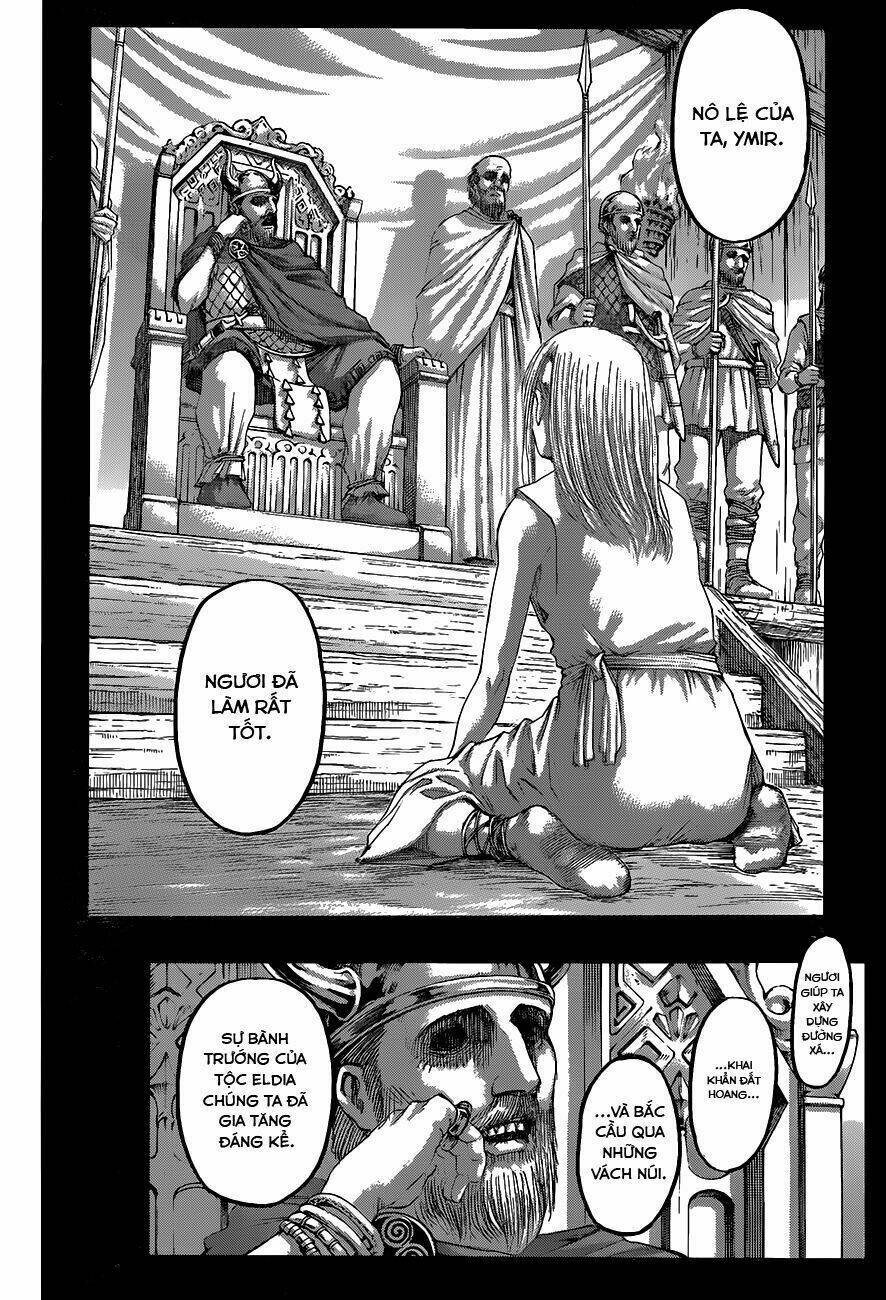 NÔ LỆ CỦA
TA, YMIR.
NGƯƠI ĐÃ
LÀM RẤT
TỐT.
NGƯƠI
GIÚP TA
XÂY
DỰNG
ĐƯỜNG
XÁ...
...KHAI
KHẨN ĐẤT
HOANG...
...VÀ BẮC
CẦU QUA
NHỮNG
VÁCH NÚI.
SỰ BÀNH
TRƯỚNG CỦA
TỘC ELDIA
CHÚNG TA ĐÃ
GIA TĂNG
ĐÁNG KỂ.